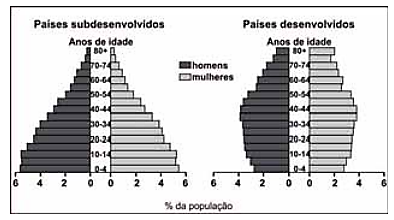 Países subdesenvolvidos
Países desenvolvidos
Anos de idade
Anos de idade
80+
70-74
60-64
50-54
40-44
30-34
20-24
10-14
0-4
homens
mulheres
80+
70-74
60-64
50-54
40-44
30-34
20-24
10-14
0-4
6 4 2 0 0 2 4 6
6 4 2 0 0 2 4 6
% da população